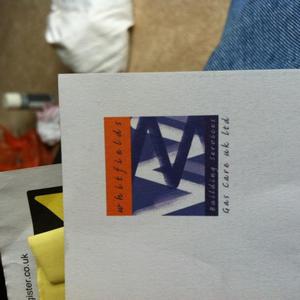 whitfields
Building Services
Gas Care uk ltd
gister.co.uk